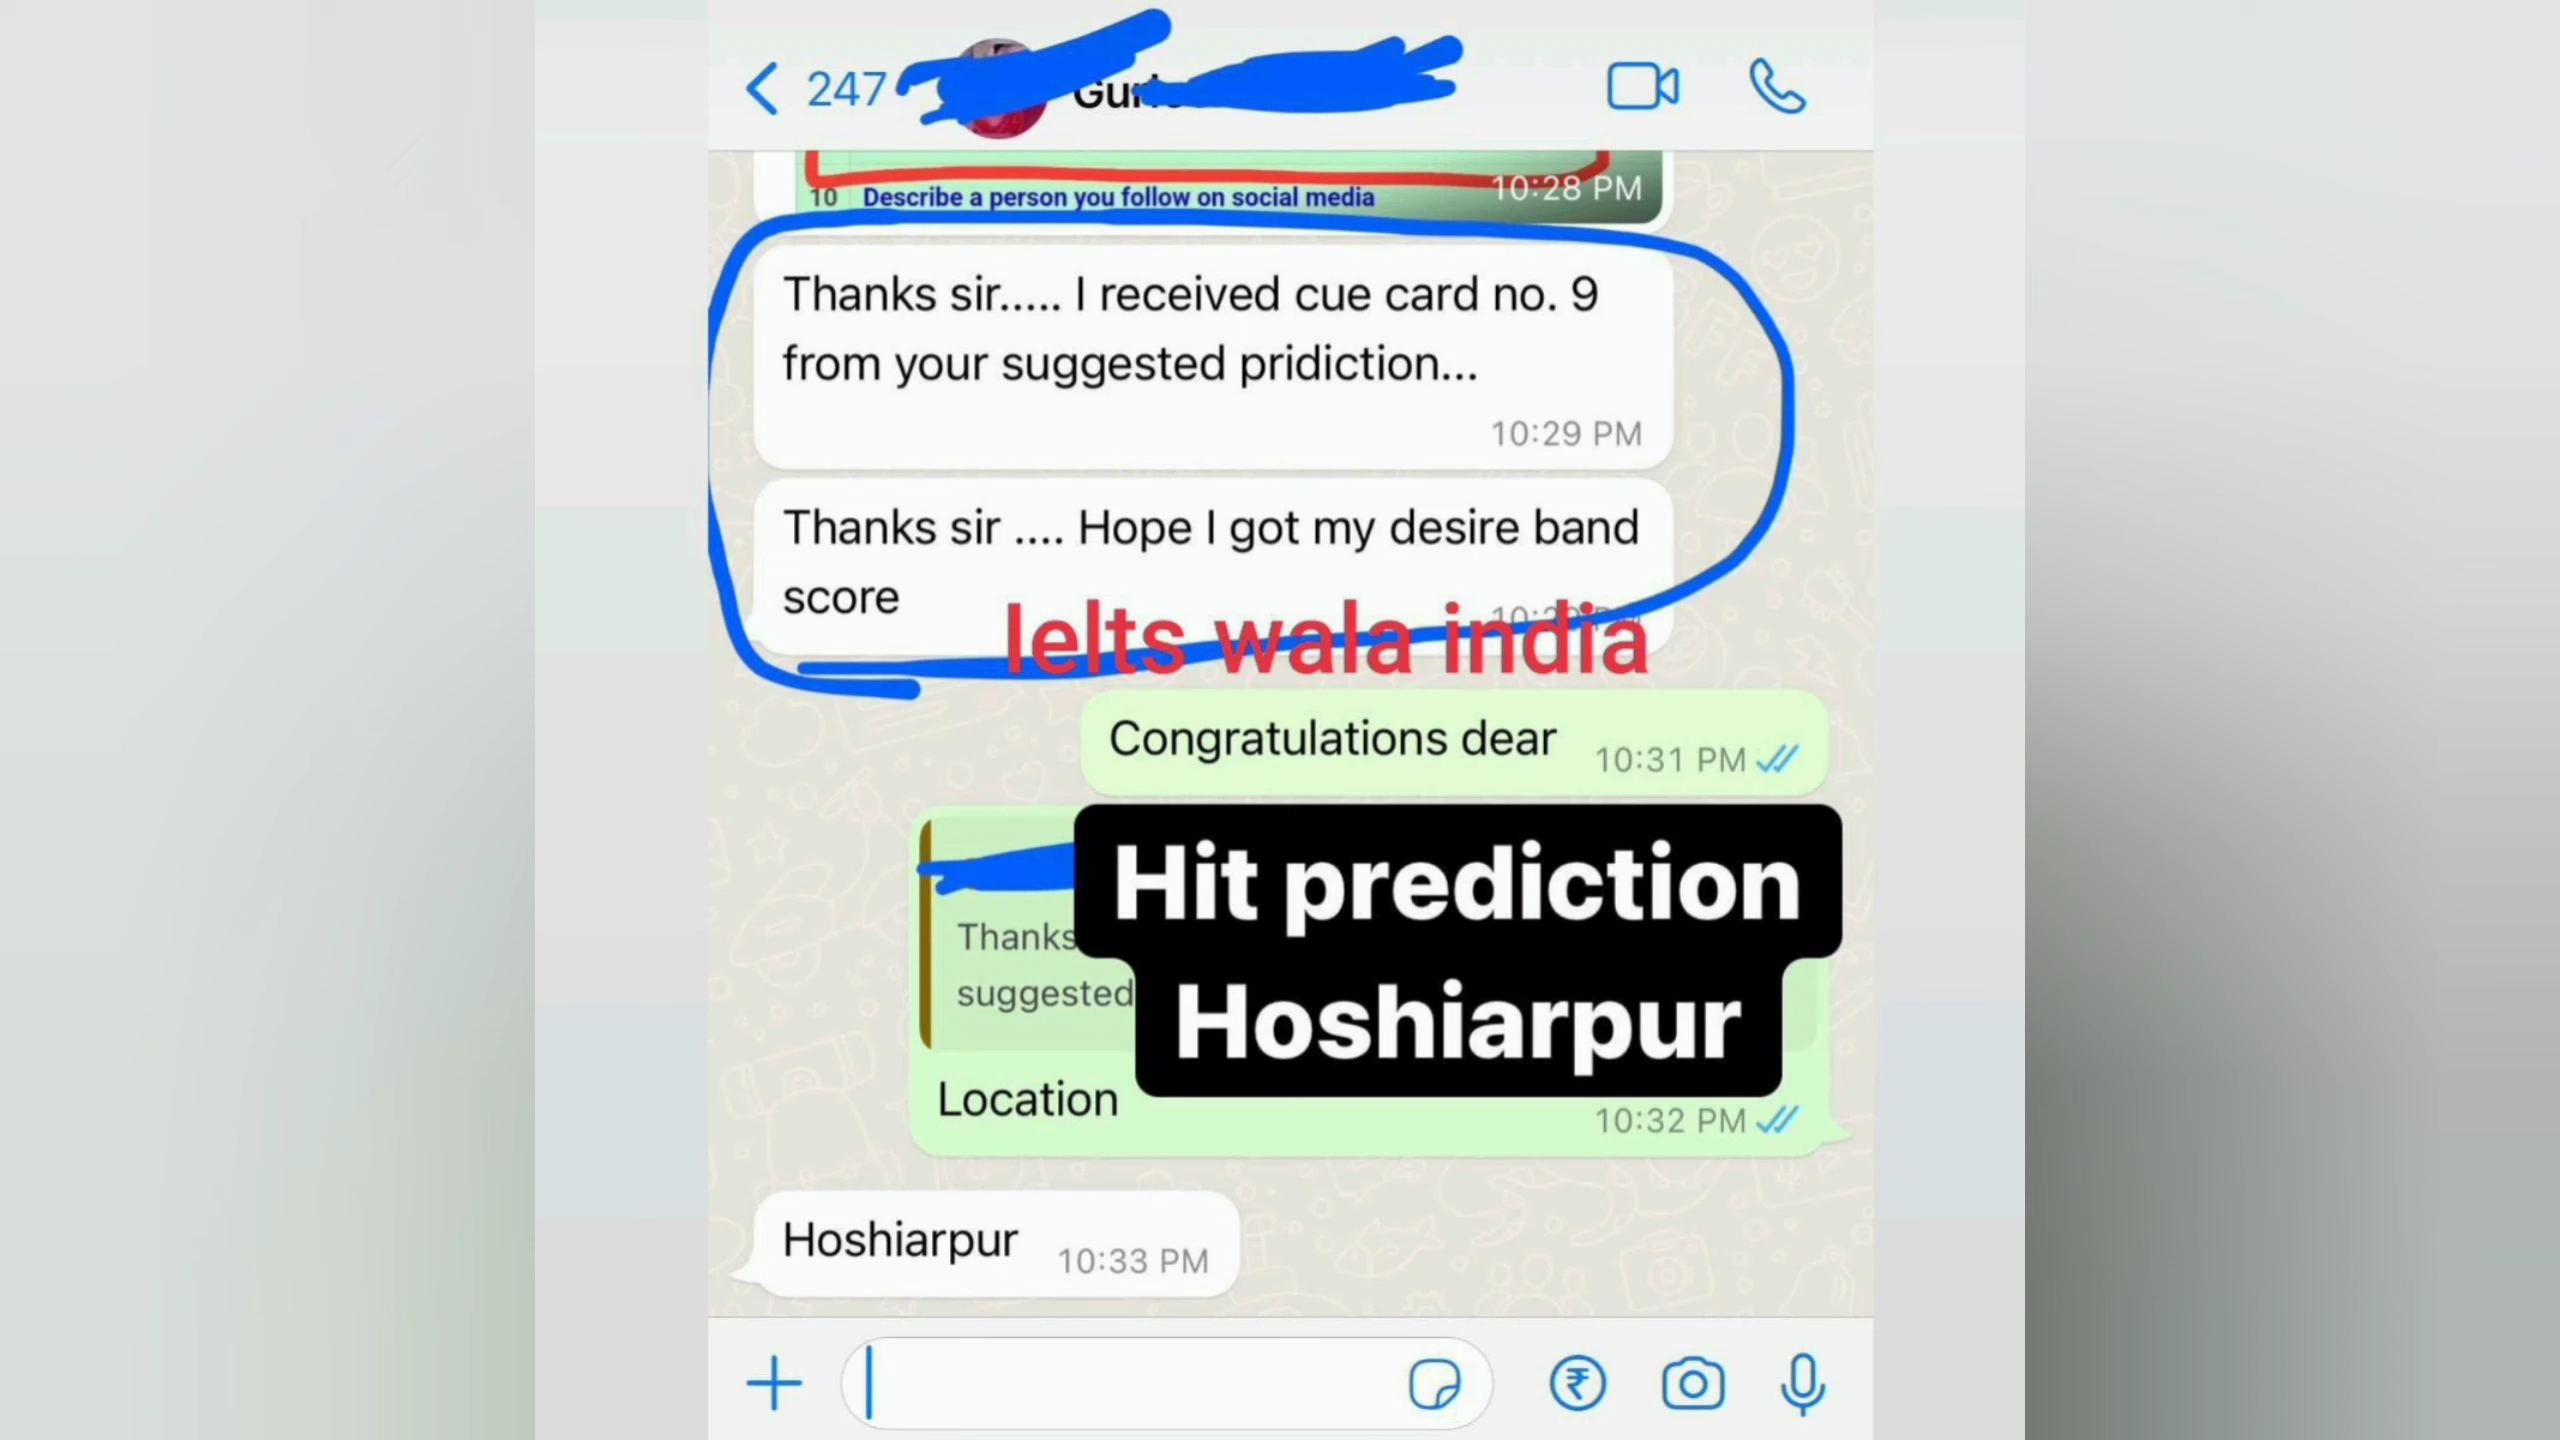 247
10 Describe a person you follow on social media
10:28 PM
Thanks sir..... I received cue card no. 9
from your suggested pridiction...
10:29 PM
Thanks sir .... Hope I got my desire band
score
Ielts wala india
Congratulations dear
10:31 PM
Hit prediction
Hoshiarpur
Thanks
suggested
Location
10:32 PM
Hoshiarpur
10:33 PM